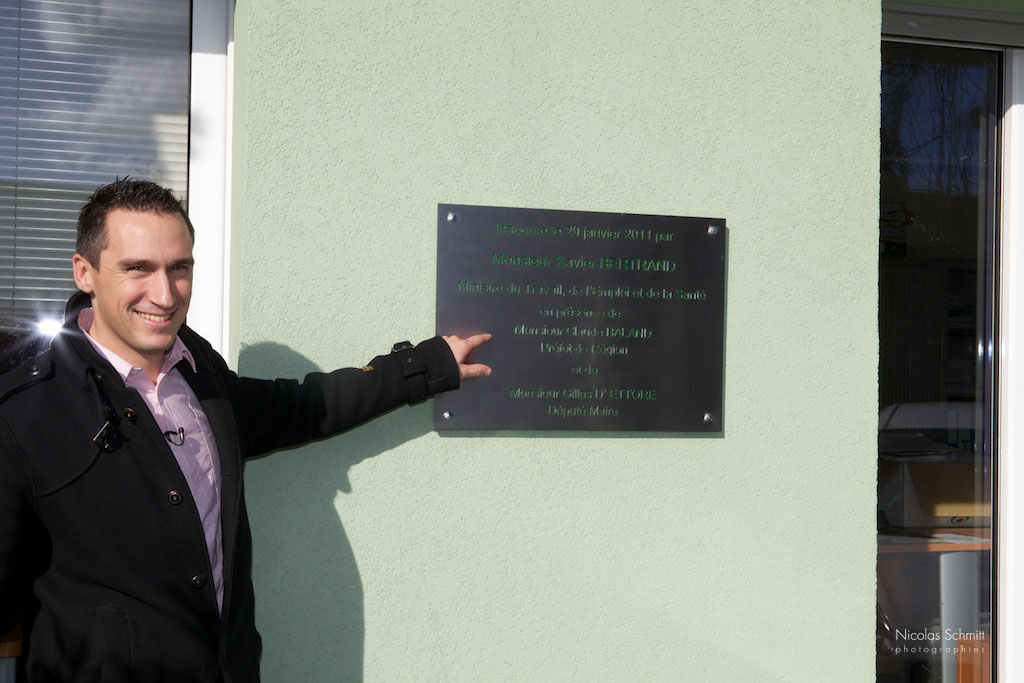 Inauguré le 29 janvier 2011 par
Monsieur Xavier BERTRAND
Ministre du Travail, de l'Emploi et de la Santé
en présence de
Monsieur Claude BALAND
Préfet de Région
et de
Monsieur Gilles D' ETTORE
Député Maire
Nicolas Schmitt
photographies